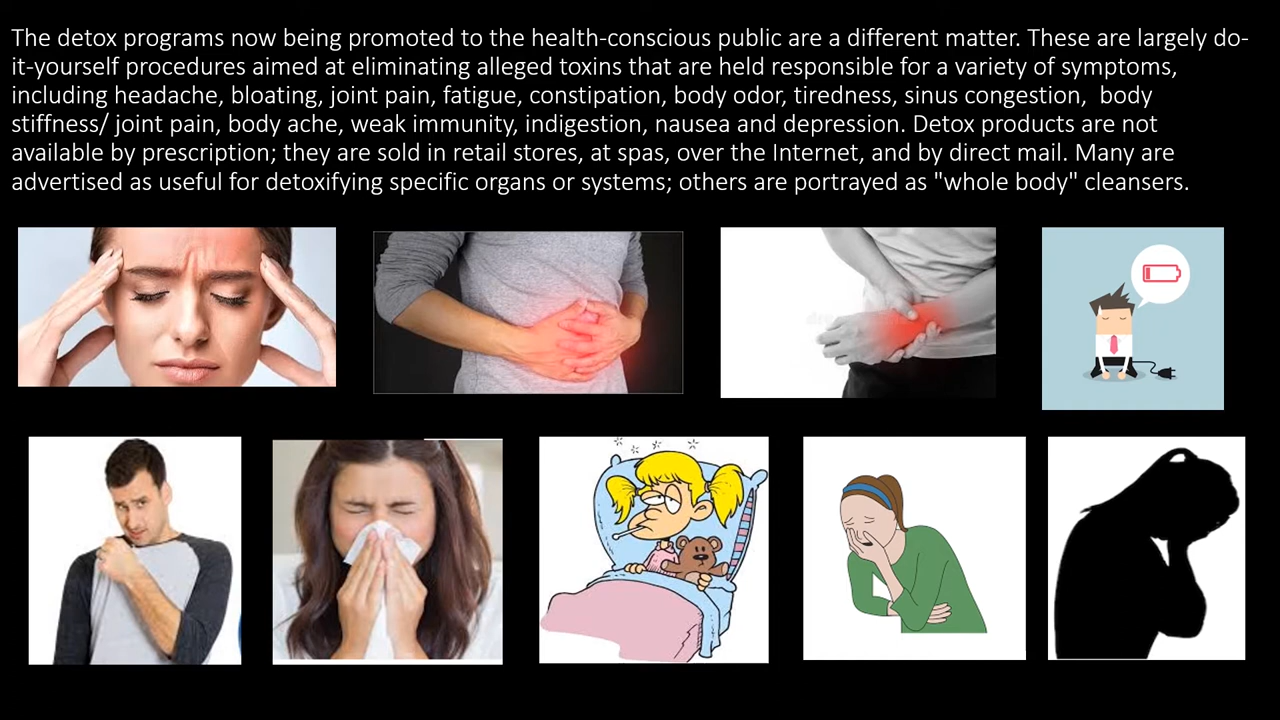 The detox programs now being promoted to the health-conscious public are a different matter. These are largely do-
it-yourself procedures aimed at eliminating alleged toxins that are held responsible for a variety of symptoms,
including headache, bloating, joint pain, fatigue, constipation, body odor, tiredness, sinus congestion,  body
stiffness/ joint pain, body ache, weak immunity, indigestion, nausea and depression. Detox products are not
available by prescription; they are sold in retail stores, at spas, over the Internet, and by direct mail. Many are
advertised as useful for detoxifying specific organs or systems; others are portrayed as "whole body" cleansers.